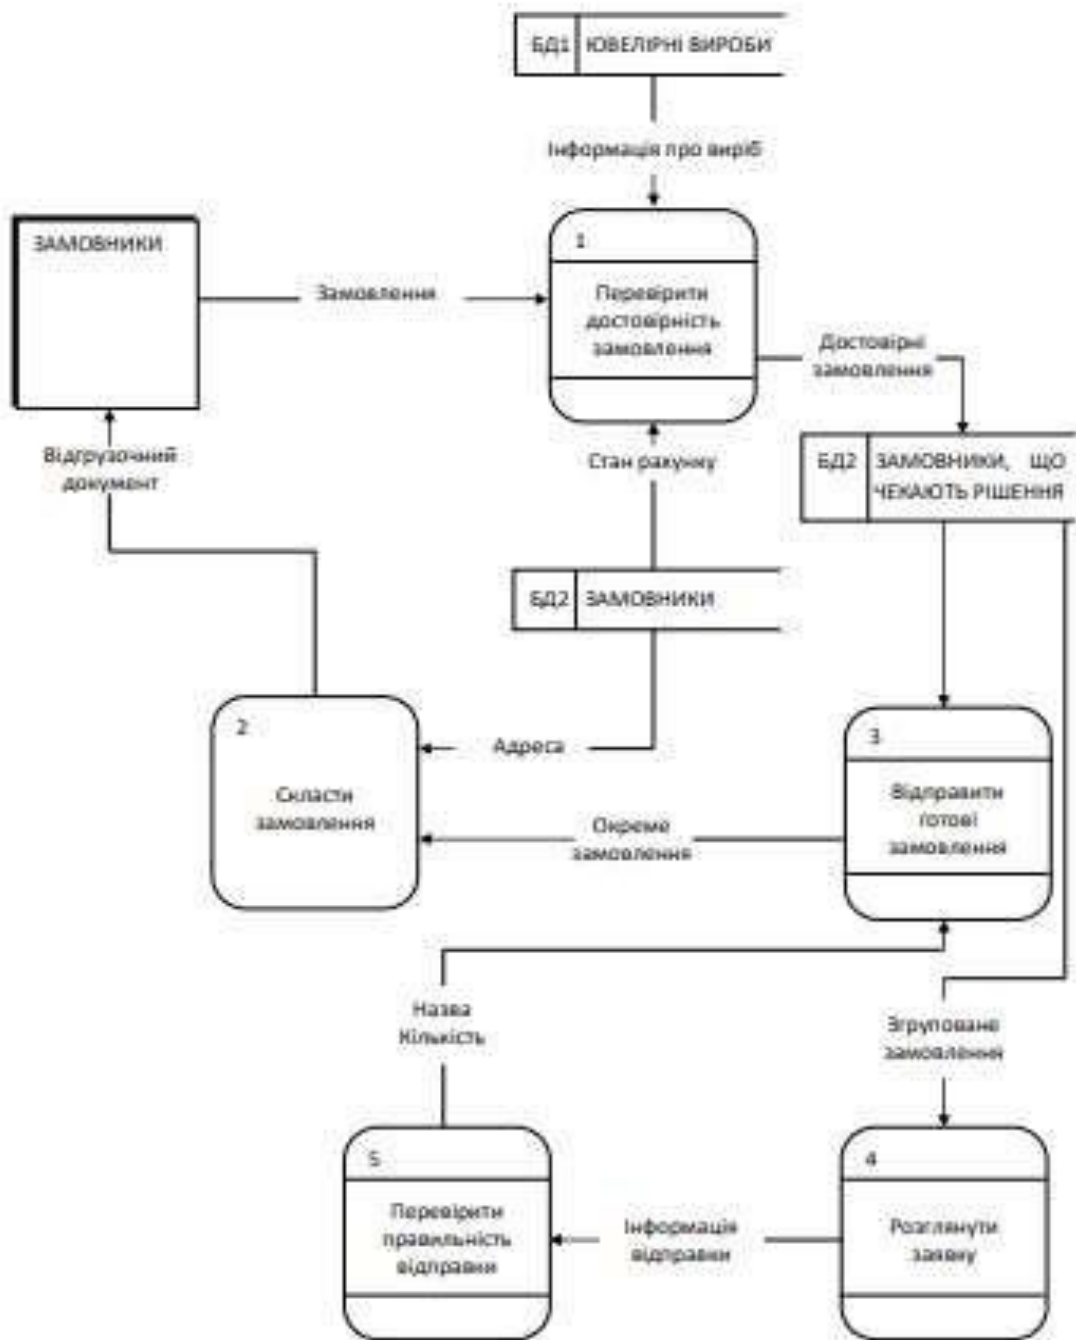 БД1 ЮВЕЛІРНІ ВИРОБИ
Інформація про виріб
ЗАМОВНИКИ
Замовлення
1
Перевірити
достовірність
замовлення
Достовірні
замовлення
Відгрузочний
документ
Стан рахунку
БД2 ЗАМОВНИКИ, ЩО
ЧЕКАЮТЬ РІШЕННЯ
БД2 ЗАМОВНИКИ
2
Скласти
замовлення
Адреса
3
Відправити
готові
замовлення
Окреме
замовлення
Назва
Кількість
Згруповане
замовлення
5
Перевірити
правильність
відправки
Інформація
відправки
4
Розглянути
заявку